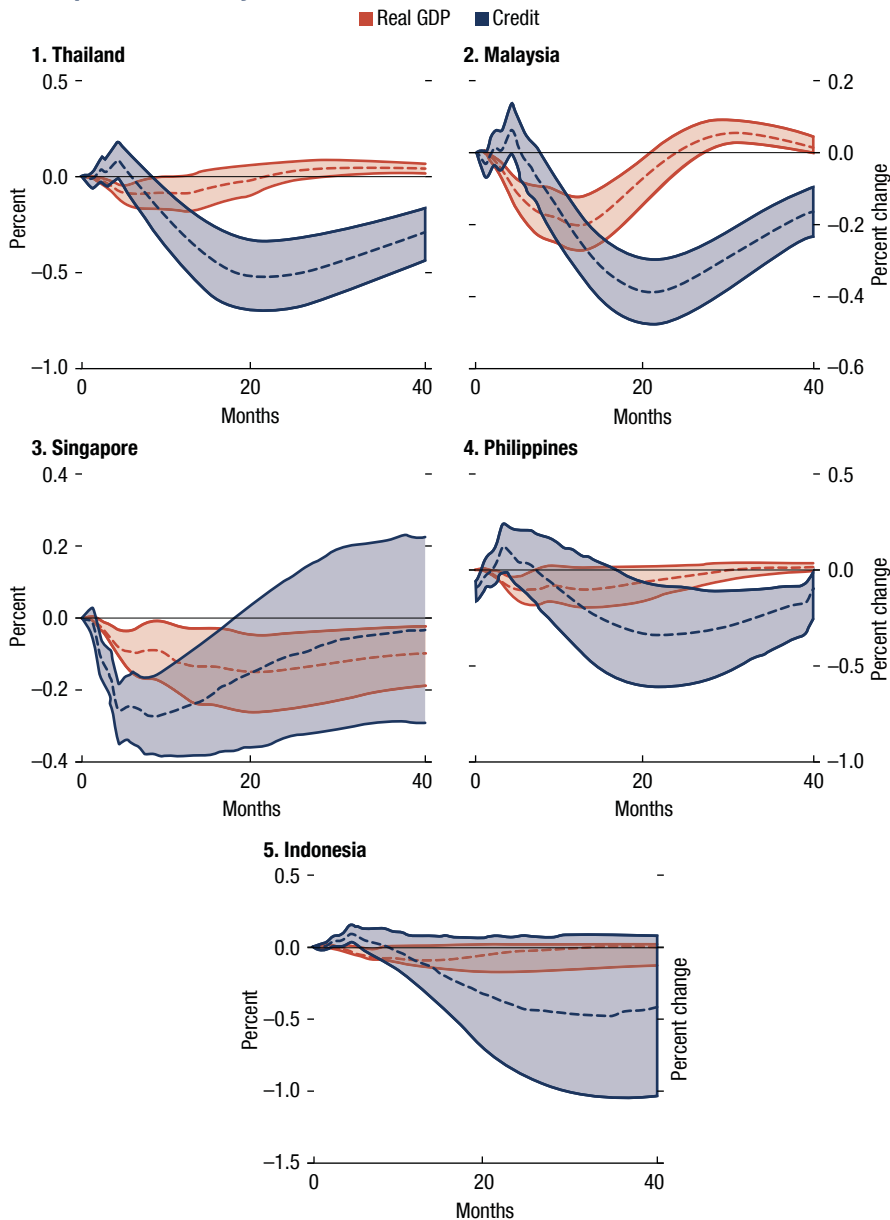 Real GDP Credit
1. Thailand
0.5
0.0
–0.5
–1.0
Percent
0 20 40
Months
2. Malaysia
0.2
0.0
–0.2
–0.4
–0.6
Percent change
0 20 40
Months
3. Singapore
0.4
0.2
0.0
–0.2
–0.4
Percent
0 20 40
Months
4. Philippines
0.5
0.0
–0.5
–1.0
Percent change
0 20 40
Months
5. Indonesia
0.5
0.0
–0.5
–1.0
–1.5
Percent
Percent change
0 20 40
Months